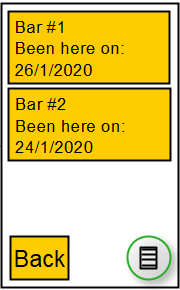 Bar #1
Been here on:
26/1/2020
Bar #2
Been here on:
24/1/2020
Back